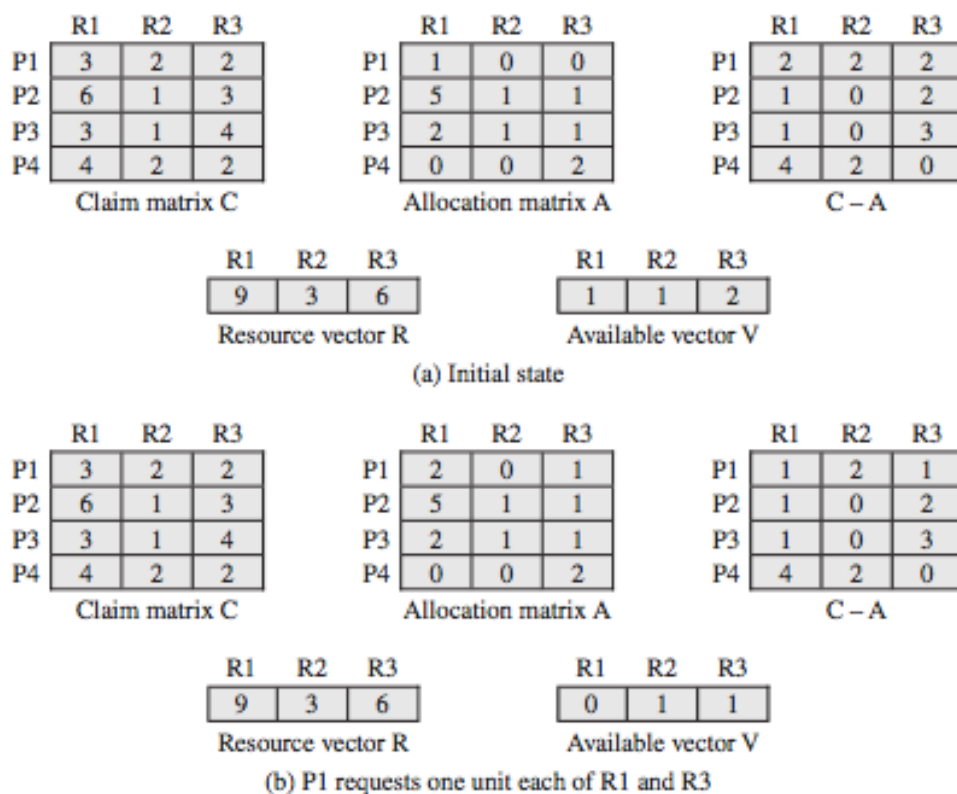 R1 R2 R3 R1 R2 R3 R1 R2 R3
P1 3 2 2 P1 1 0 0 P1 2 2 2
P2 6 1 3 P2 5 1 1 P2 1 0 2
P3 3 1 4 P3 2 1 1 P3 1 0 3
P4 4 2 2 P4 0 0 2 P4 4 2 0
Claim matrix C Allocation matrix A C – A
R1 R2 R3 R1 R2 R3
9 3 6 1 1 2
Resource vector R Available vector V
(a) Initial state
R1 R2 R3 R1 R2 R3 R1 R2 R3
P1 3 2 2 P1 2 0 1 P1 1 2 1
P2 6 1 3 P2 5 1 1 P2 1 0 2
P3 3 1 4 P3 2 1 1 P3 1 0 3
P4 4 2 2 P4 0 0 2 P4 4 2 0
Claim matrix C Allocation matrix A C – A
R1 R2 R3 R1 R2 R3
9 3 6 0 1 1
Resource vector R Available vector V
(b) P1 requests one unit each of R1 and R3